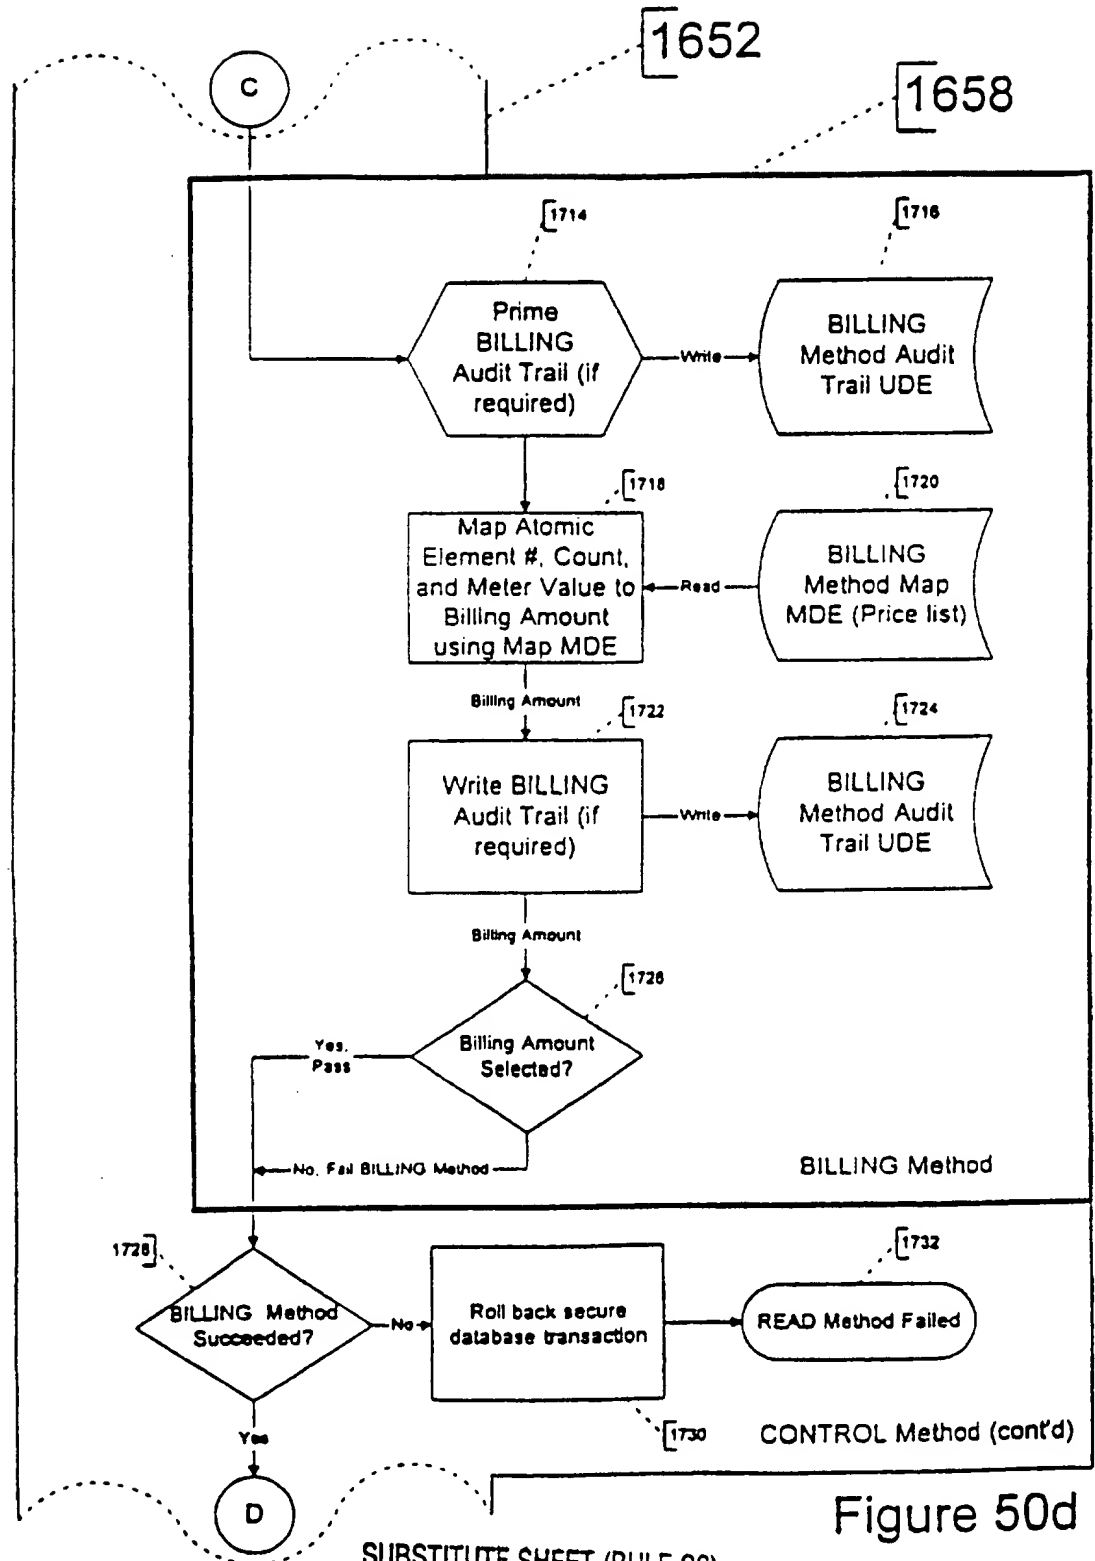 1652
C
1658
1714
1716
Prime
BILLING
Audit Trail (if
required)
Write
BILLING
Method Audit
Trail UDE
1718
1720
Map Atomic
Element #, Count,
and Meter Value to
Billing Amount
using Map MDE
Read
BILLING
Method Map
MDE (Price list)
Billing Amount
1722
1724
Write BILLING
Audit Trail (if
required)
Write
BILLING
Method Audit
Trail UDE
Billing Amount
1726
Billing Amount
Selected?
Yes,
Pass
No, Fail BILLING Method
BILLING Method
1728
1732
BILLING Method
Succeeded?
No
Roll back secure
database transaction
READ Method Failed
1730
Yes
CONTROL Method (cont'd)
D
Figure 50d
SUBSTITUTE SHEET (RULE 26)